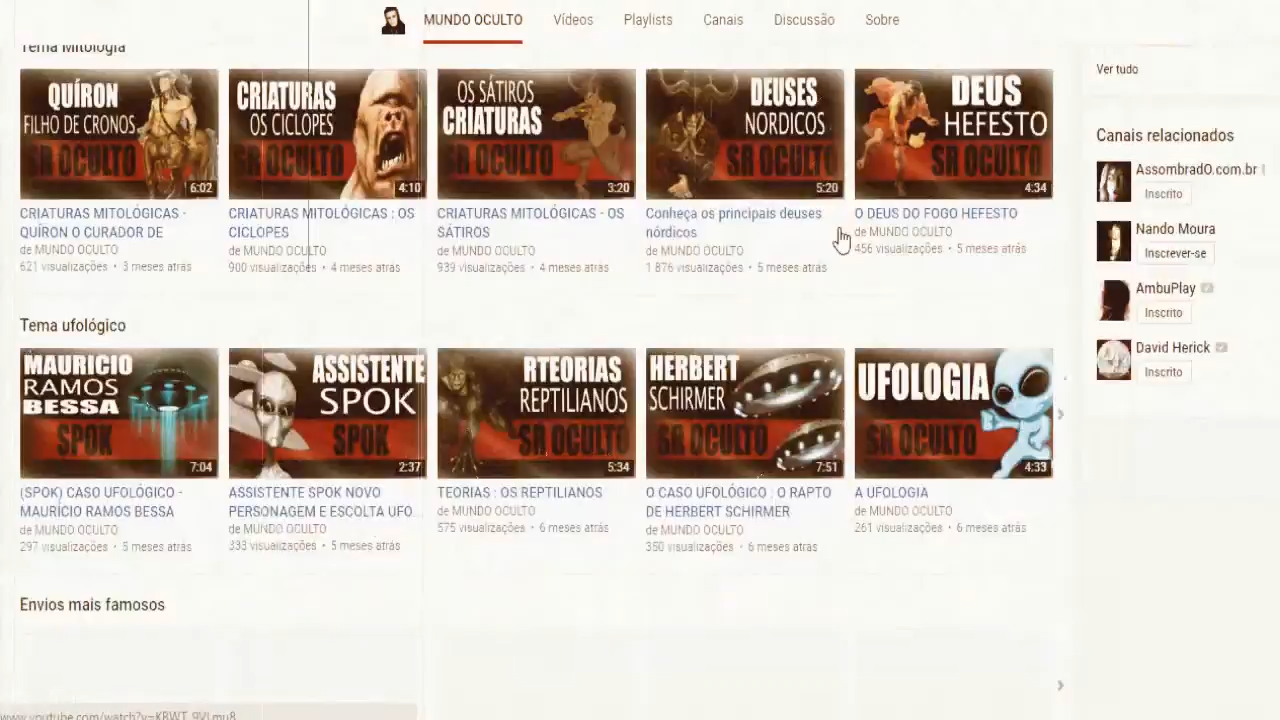 MUNDO OCULTO
Vídeos
Playlists
Canais
Discussão
Sobre
Tema Mitologia
QUÍRON
FILHO DE CRONOS
SR OCULTO
6:02
CRIATURAS
OS CICLOPES
SR OCULTO
4:10
OS SÁTIROS
CRIATURAS
SR OCULTO
3:20
DEUSES
NORDICOS
SR OCULTO
5:20
DEUS
HEFESTO
SR OCULTO
4:34
CRIATURAS MITOLÓGICAS -
QUÍRON O CURADOR DE
de MUNDO OCULTO
621 visualizações • 3 meses atrás
CRIATURAS MITOLÓGICAS : OS
CICLOPES
de MUNDO OCULTO
900 visualizações • 4 meses atrás
CRIATURAS MITOLÓGICAS - OS
SÁTIROS
de MUNDO OCULTO
939 visualizações • 4 meses atrás
Conheça os principais deuses
nórdicos
de MUNDO OCULTO
1 876 visualizações • 5 meses atrás
O DEUS DO FOGO HEFESTO
de MUNDO OCULTO
456 visualizações • 5 meses atrás
Tema ufológico
MAURICIO
RAMOS
BESSA
SPOK
7:04
ASSISTENTE
SPOK
SPOK
2:37
RTEORIAS
REPTILIANOS
SR OCULTO
5:34
HERBERT
SCHIRMER
SR OCULTO
7:51
UFOLOGIA
SR OCULTO
4:33
(SPOK) CASO UFOLÓGICO -
MAURÍCIO RAMOS BESSA
de MUNDO OCULTO
297 visualizações • 5 meses atrás
ASSISTENTE SPOK NOVO
PERSONAGEM E ESCOLTA UFO...
de MUNDO OCULTO
333 visualizações • 5 meses atrás
TEORIAS : OS REPTILIANOS
de MUNDO OCULTO
575 visualizações • 6 meses atrás
O CASO UFOLÓGICO : O RAPTO
DE HERBERT SCHIRMER
de MUNDO OCULTO
350 visualizações • 6 meses atrás
A UFOLOGIA
de MUNDO OCULTO
261 visualizações • 6 meses atrás
Envios mais famosos
Ver tudo
Canais relacionados
AssombradO.com.br
Inscrito
Nando Moura
Inscrever-se
AmbuPlay
Inscrito
David Herick
Inscrito